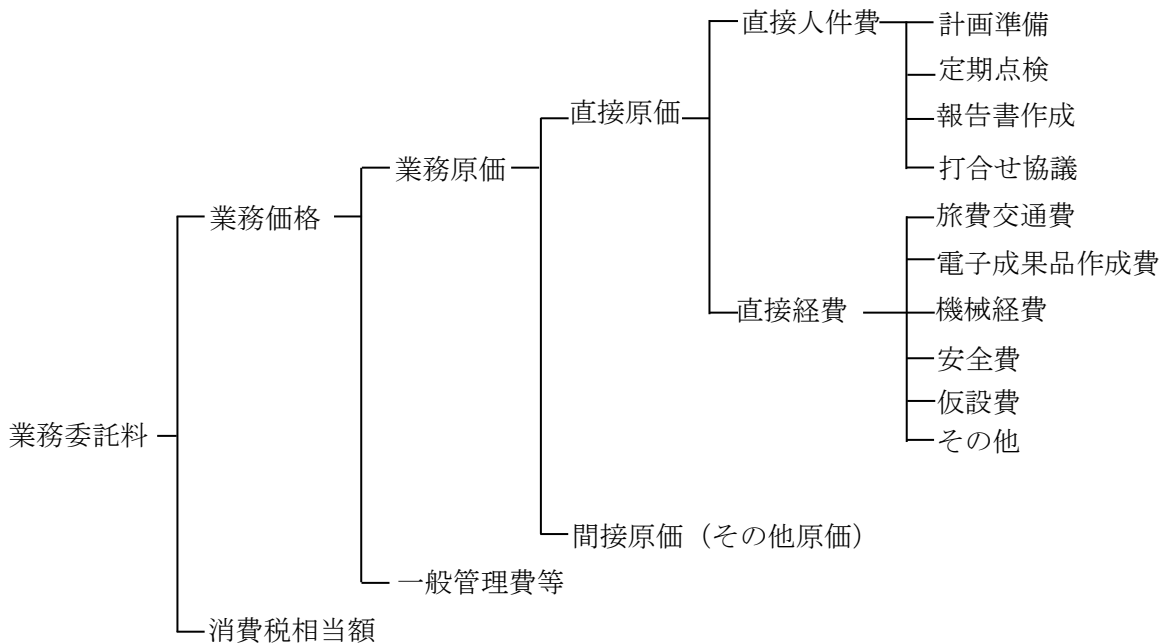 業務委託料
業務価格
業務原価
直接原価
直接人件費
計画準備
定期点検
報告書作成
打合せ協議
直接経費
旅費交通費
電子成果品作成費
機械経費
安全費
仮設費
その他
間接原価（その他原価）
一般管理費等
消費税相当額